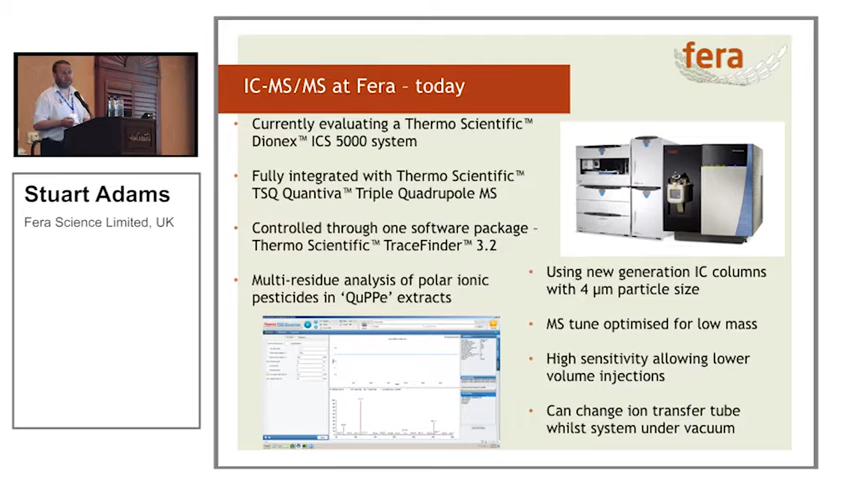 Stuart Adams
Fera Science Limited, UK
fera
IC-MS/MS at Fera – today
• Currently evaluating a Thermo Scientific™
Dionex™ ICS 5000 system
• Fully integrated with Thermo Scientific™
TSQ Quantiva™ Triple Quadrupole MS
• Controlled through one software package –
Thermo Scientific™ TraceFinder™ 3.2
• Multi-residue analysis of polar ionic
pesticides in ‘QuPPe’ extracts
• Using new generation IC columns
with 4 µm particle size
• MS tune optimised for low mass
• High sensitivity allowing lower
volume injections
• Can change ion transfer tube
whilst system under vacuum